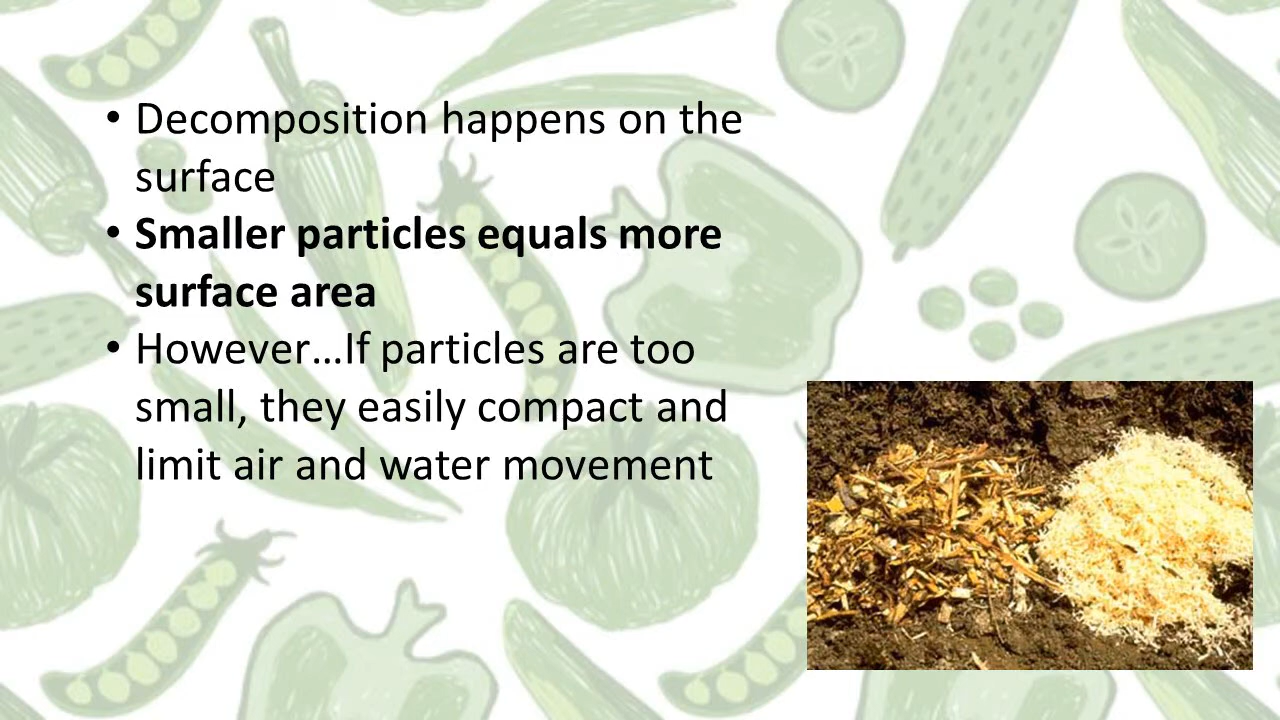 • Decomposition happens on the
surface
• Smaller particles equals more
surface area
• However…If particles are too
small, they easily compact and
limit air and water movement